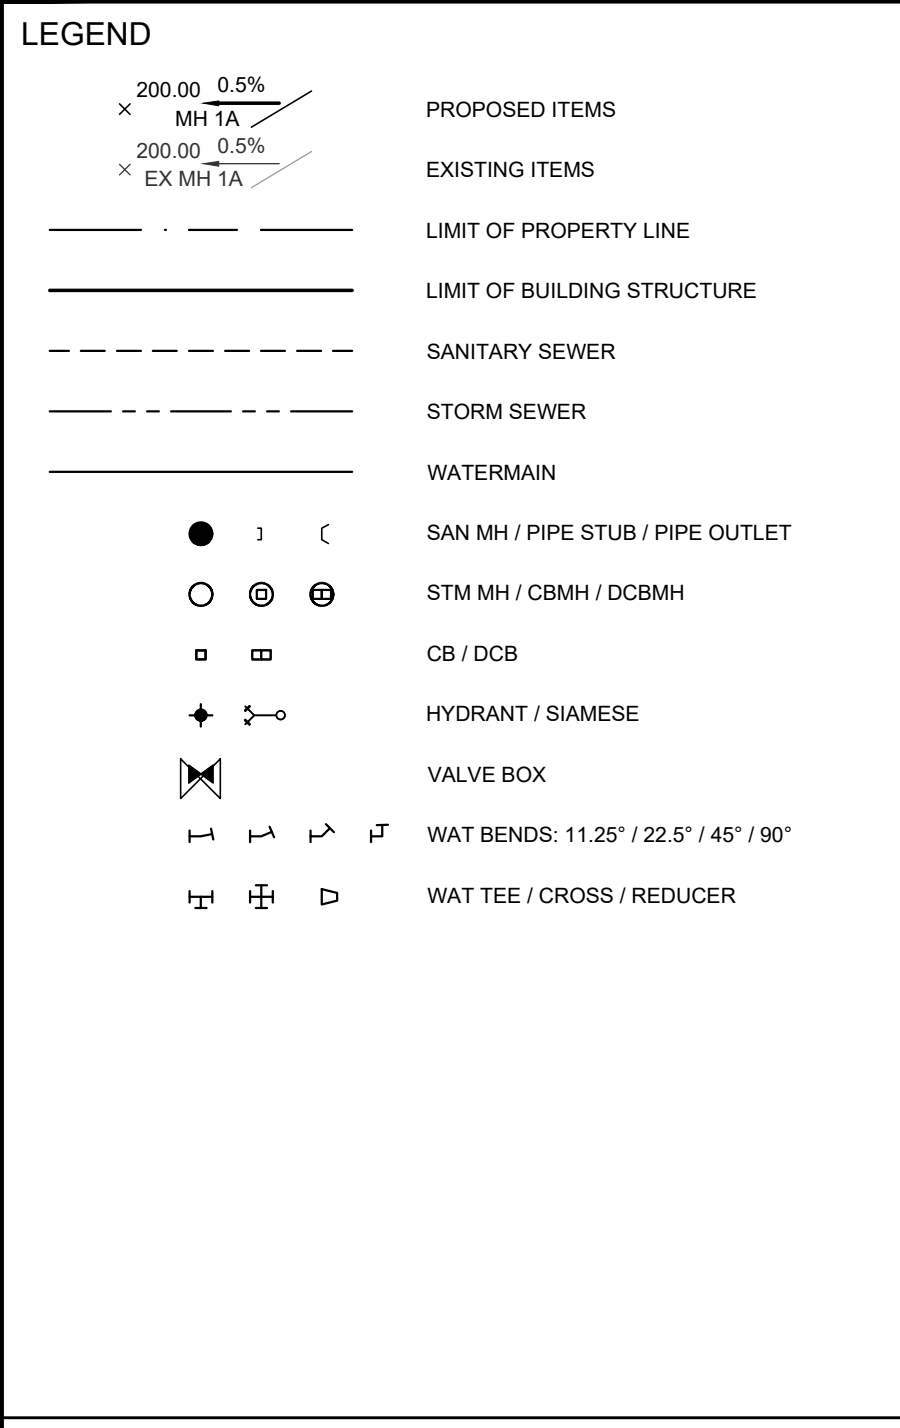 LEGEND
200.00 0.5%
MH 1A
PROPOSED ITEMS
200.00 0.5%
EX MH 1A
EXISTING ITEMS
LIMIT OF PROPERTY LINE
LIMIT OF BUILDING STRUCTURE
SANITARY SEWER
STORM SEWER
WATERMAIN
SAN MH / PIPE STUB / PIPE OUTLET
STM MH / CBMH / DCBMH
CB / DCB
HYDRANT / SIAMESE
VALVE BOX
WAT BENDS: 11.25° / 22.5° / 45° / 90°
WAT TEE / CROSS / REDUCER